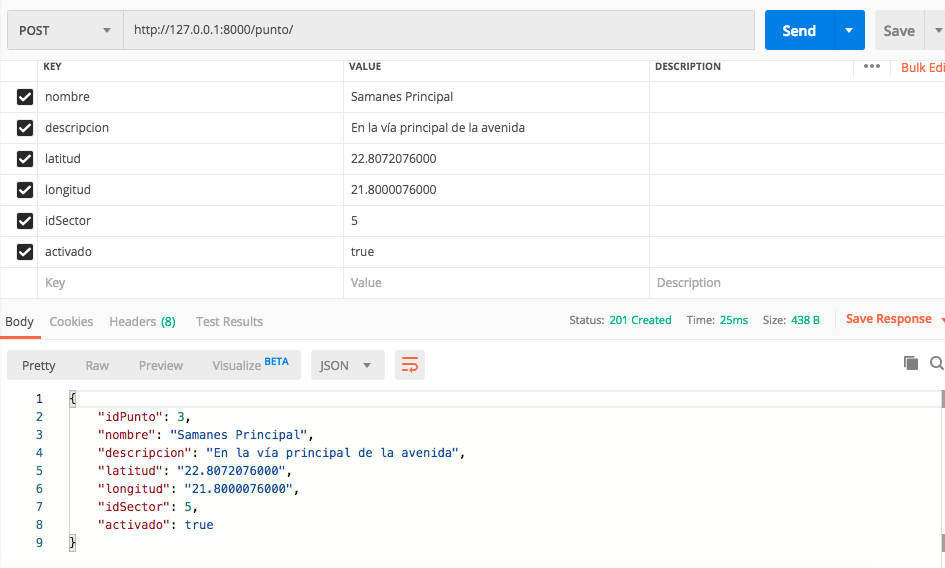 POST http://127.0.0.1:8000/punto/ Send Save
KEY VALUE DESCRIPTION ••• Bulk Edi
nombre Samanes Principal
descripcion En la vía principal de la avenida
latitud 22.8072076000
longitud 21.8000076000
idSector 5
activado true
Key Value Description
Body Cookies Headers (8) Test Results Status: 201 Created Time: 25ms Size: 438 B Save Response
Pretty Raw Preview Visualize BETA JSON
1 {
2 "idPunto": 3,
3 "nombre": "Samanes Principal",
4 "descripcion": "En la vía principal de la avenida",
5 "latitud": "22.8072076000",
6 "longitud": "21.8000076000",
7 "idSector": 5,
8 "activado": true
9 }